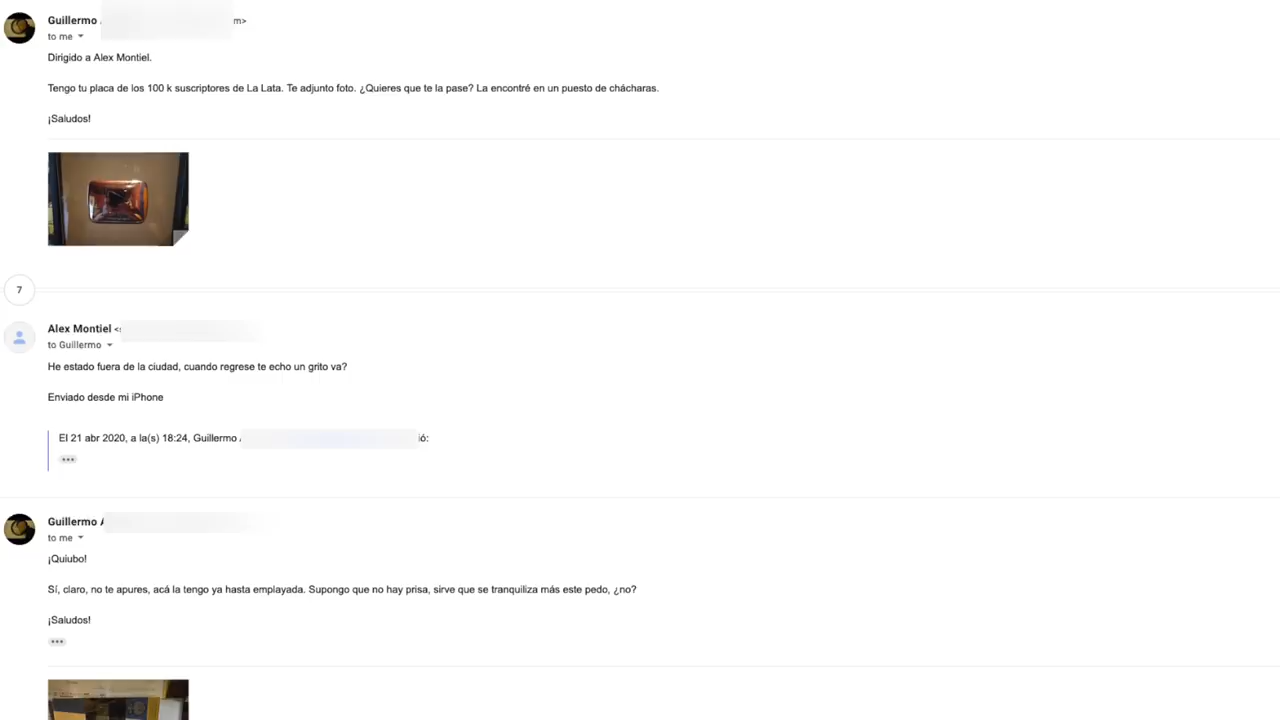 Guillermo
m>
to me
Dirigido a Alex Montiel.
Tengo tu placa de los 100 k suscriptores de La Lata. Te adjunto foto. ¿Quieres que te la pase? La encontré en un puesto de chácharas.
¡Saludos!
7
Alex Montiel <
to Guillermo
He estado fuera de la ciudad, cuando regrese te echo un grito va?
Enviado desde mi iPhone
El 21 abr 2020, a la(s) 18:24, Guillermo ió:
Guillermo A
to me
¡Quiubo!
Sí, claro, no te apures, acá la tengo ya hasta emplayada. Supongo que no hay prisa, sirve que se tranquiliza más este pedo, ¿no?
¡Saludos!